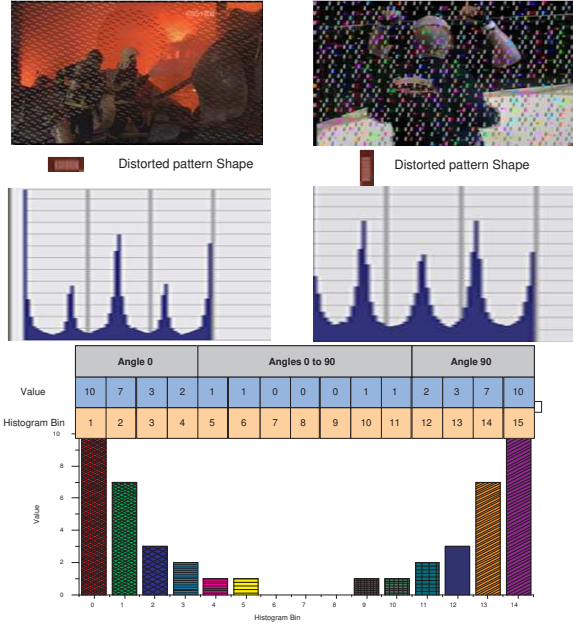 Distorted pattern Shape
Distorted pattern Shape
Angle 0 Angles 0 to 90 Angle 90
Value 10 7 3 2 1 1 0 0 0 1 1 2 3 7 10
Histogram Bin 1 2 3 4 5 6 7 8 9 10 11 12 13 14 15
10
8
6
4
2
0
Value
0 1 2 3 4 5 6 7 8 9 10 11 12 13 14
Histogram Bin